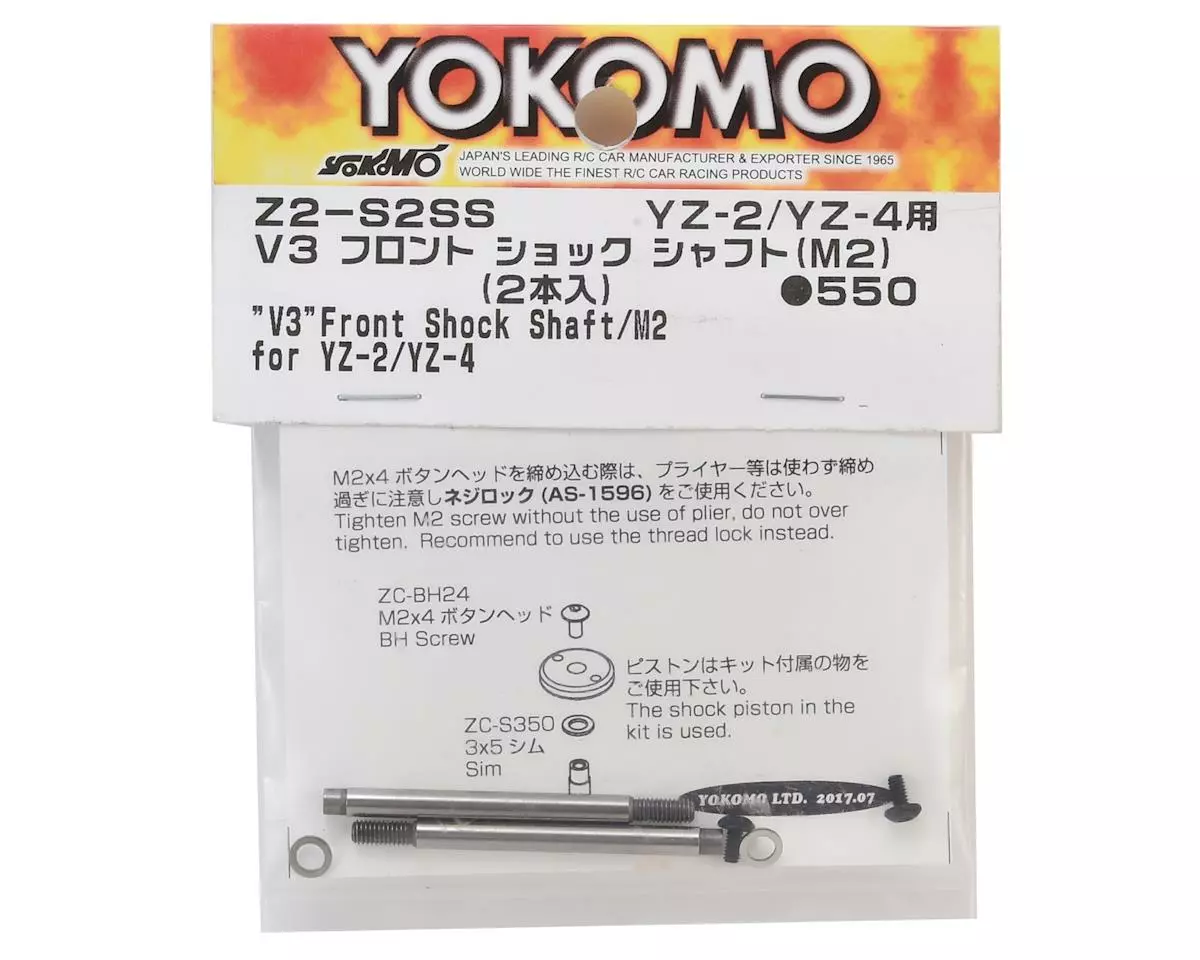 YOKOMO
YOKOMO JAPAN'S LEADING R/C CAR MANUFACTURER & EXPORTER SINCE 1965
WORLD WIDE THE FINEST R/C CAR RACING PRODUCTS
Z2-S2SS YZ-2/YZ-4用
V3 フロント ショック シャフト(M2)
(2本入) ●550
"V3"Front Shock Shaft/M2
for YZ-2/YZ-4
M2x4 ボタンヘッドを締め込む際は、プライヤー等は使わず締め
過ぎに注意しネジロック (AS-1596) をご使用ください。
Tighten M2 screw without the use of plier, do not over
tighten. Recommend to use the thread lock instead.
ZC-BH24
M2x4 ボタンヘッド
BH Screw
ピストンはキット付属の物を
ご使用下さい。
The shock piston in the
kit is used.
ZC-S350
3x5 シム
Sim
YOKOMO LTD. 2017.07